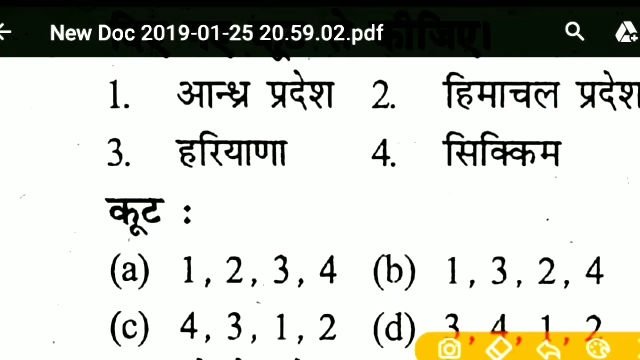 New Doc 2019-01-25 20.59.02.pdf
कीजिए।
1. आन्ध्र प्रदेश 2. हिमाचल प्रदेश
3. हरियाणा 4. सिक्किम
कूट :
(a) 1, 2, 3, 4 (b) 1, 3, 2, 4
(c) 4, 3, 1, 2 (d) 3, 4, 1, 2